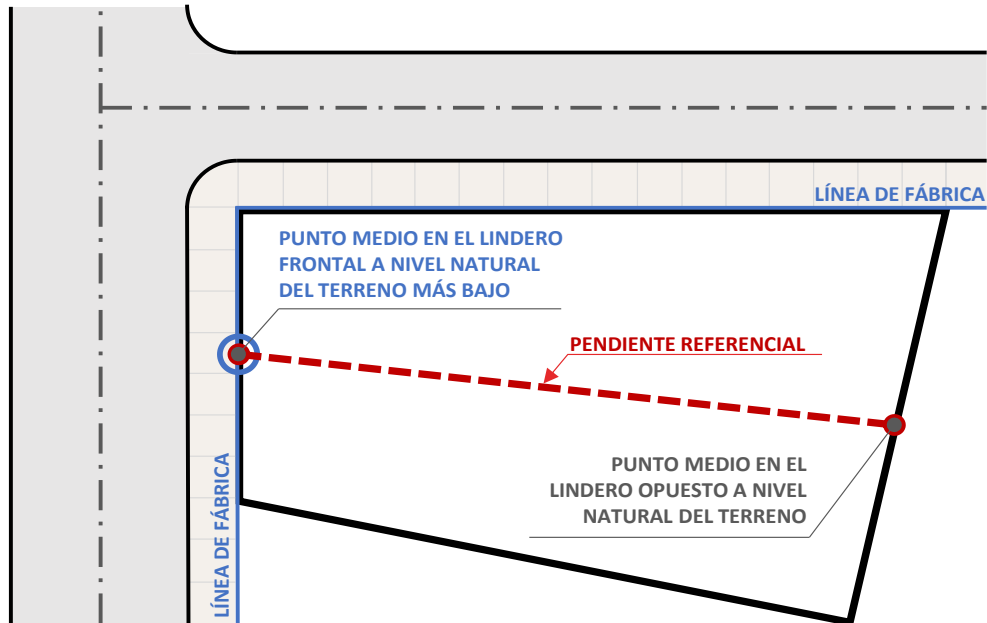 LÍNEA DE FÁBRICA
PUNTO MEDIO EN EL LINDERO
FRONTAL A NIVEL NATURAL
DEL TERRENO MÁS BAJO
PENDIENTE REFERENCIAL
PUNTO MEDIO EN EL
LINDERO OPUESTO A NIVEL
NATURAL DEL TERRENO
LÍNEA DE FÁBRICA